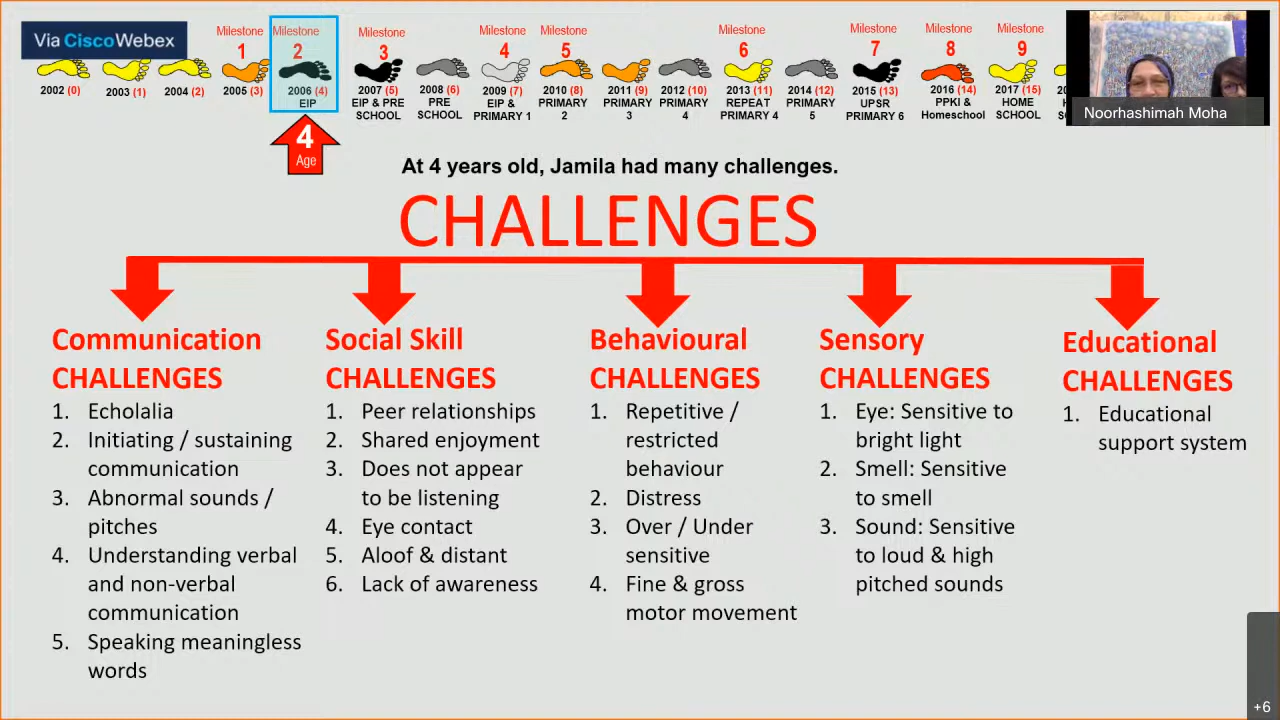 Via Cisco Webex
Milestone
1
Milestone
2
Milestone
3
Milestone
4
Milestone
5
Milestone
6
Milestone
7
Milestone
8
Milestone
9
2002 (0)
2003 (1)
2004 (2)
2005 (3)
2006 (4)
EIP
2007 (5)
EIP & PRE
SCHOOL
2008 (6)
PRE
SCHOOL
2009 (7)
EIP &
PRIMARY 1
2010 (8)
PRIMARY
2
2011 (9)
PRIMARY
3
2012 (10)
PRIMARY
4
2013 (11)
REPEAT
PRIMARY 4
2014 (12)
PRIMARY
5
2015 (13)
UPSR
PRIMARY 6
2016 (14)
PPKI &
Homeschool
2017 (15)
HOME
SCHOOL
Noorhashimah Moha
4
Age
At 4 years old, Jamila had many challenges.
CHALLENGES
Communication
CHALLENGES
1. Echolalia
2. Initiating / sustaining
communication
3. Abnormal sounds /
pitches
4. Understanding verbal
and non-verbal
communication
5. Speaking meaningless
words
Social Skill
CHALLENGES
1. Peer relationships
2. Shared enjoyment
3. Does not appear
to be listening
4. Eye contact
5. Aloof & distant
6. Lack of awareness
Behavioural
CHALLENGES
1. Repetitive /
restricted
behaviour
2. Distress
3. Over / Under
sensitive
4. Fine & gross
motor movement
Sensory
CHALLENGES
1. Eye: Sensitive to
bright light
2. Smell: Sensitive
to smell
3. Sound: Sensitive
to loud & high
pitched sounds
Educational
CHALLENGES
1. Educational
support system
+6